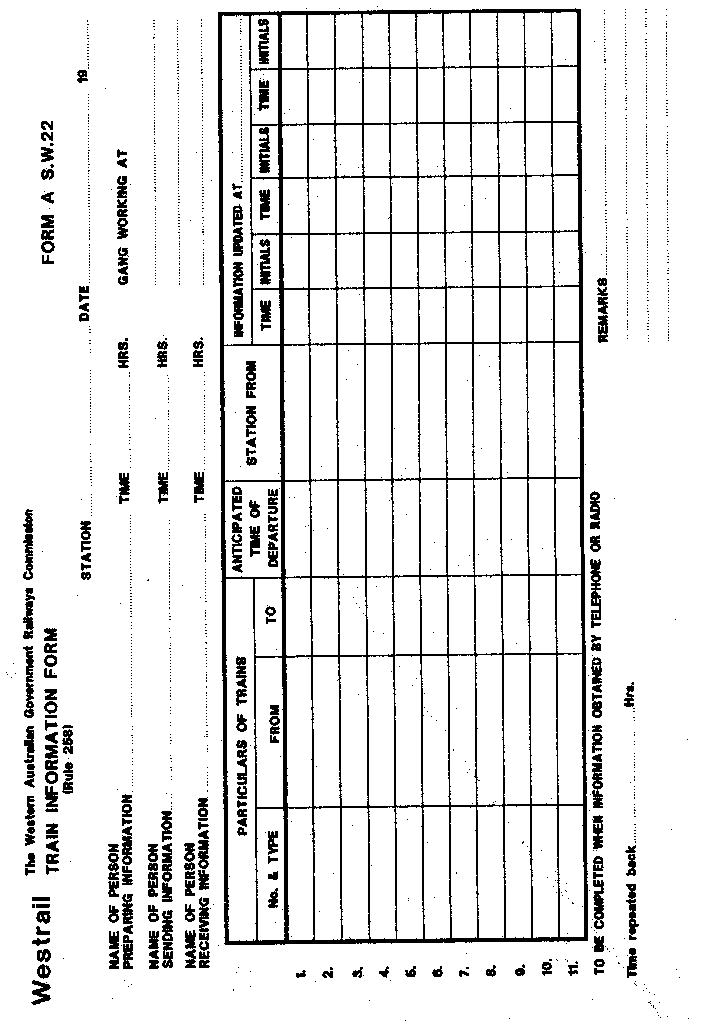 Westrail
The Western Australian Government Railways Commission
TRAIN INFORMATION FORM
FORM A S.W.22
(Rule 258)
STATION DATE 19
NAME OF PERSON
PREPARING INFORMATION TIME HRS. GANG WORKING AT
NAME OF PERSON
SENDING INFORMATION TIME HRS.
NAME OF PERSON
RECEIVING INFORMATION TIME HRS.
PARTICULARS OF TRAINS
No. & TYPE FROM TO
ANTICIPATED
TIME OF
DEPARTURE
STATION FROM
INFORMATION UPDATED AT
TIME INITIALS TIME INITIALS TIME INITIALS
1.
2.
3.
4.
5.
6.
7.
8.
9.
10.
11.
TO BE COMPLETED WHEN INFORMATION OBTAINED BY TELEPHONE OR RADIO
REMARKS
Time repeated back Hrs.